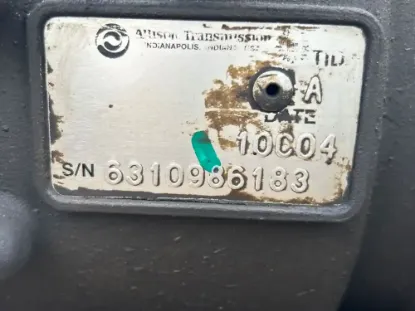 Allison Transmission
INDIANAPOLIS, INDIANA
TID
A
DATE
10C04
S/N 6310986183